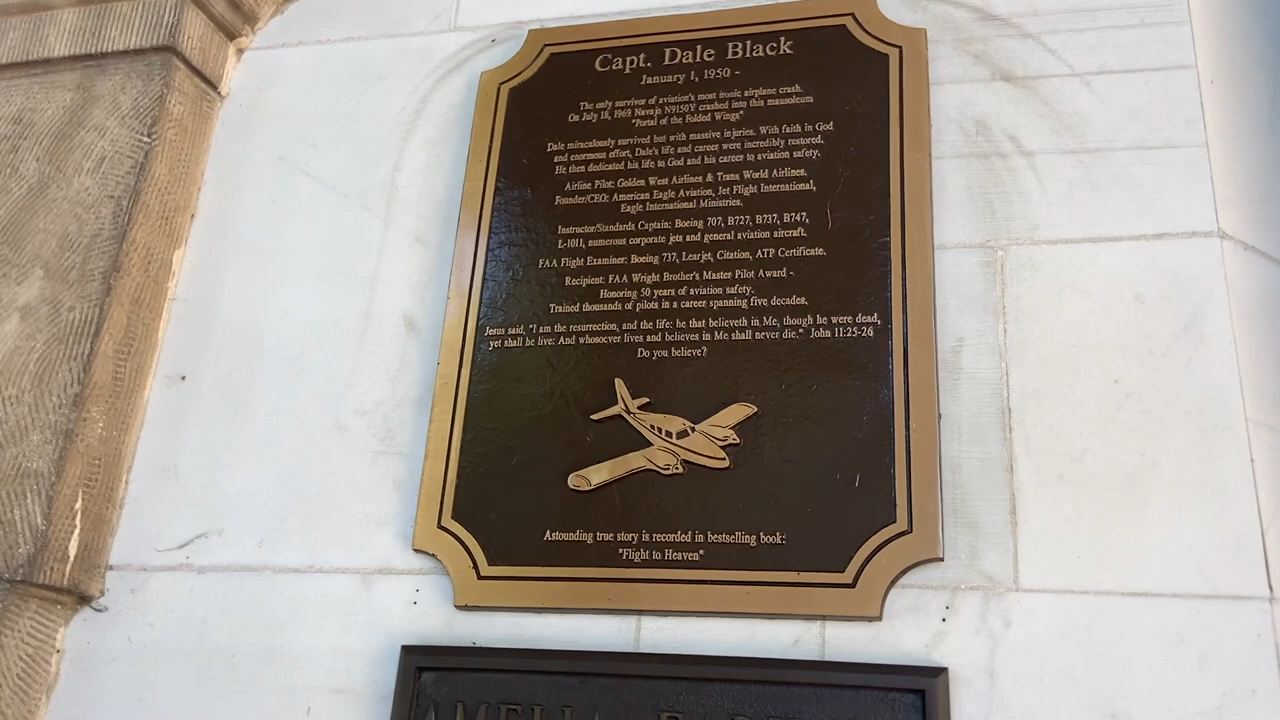 Capt. Dale Black
January 1, 1950 -
The only survivor of aviation's most ironic airplane crash.
On July 18, 1969 Navajo N9150Y crashed into this mausoleum
"Portal of the Folded Wings"
Dale miraculously survived but with massive injuries. With faith in God
and enormous effort, Dale's life and career were incredibly restored.
He then dedicated his life to God and his career to aviation safety.
Airline Pilot: Golden West Airlines & Trans World Airlines.
Founder/CEO: American Eagle Aviation, Jet Flight International,
Eagle International Ministries.
Instructor/Standards Captain: Boeing 707, B727, B737, B747,
L-1011, numerous corporate jets and general aviation aircraft.
FAA Flight Examiner: Boeing 737, Learjet, Citation, ATP Certificate.
Recipient: FAA Wright Brother's Master Pilot Award -
Honoring 50 years of aviation safety.
Trained thousands of pilots in a career spanning five decades.
Jesus said, "I am the resurrection, and the life: he that believeth in Me, though he were dead,
yet shall he live: And whosoever lives and believes in Me shall never die." John 11:25-26
Do you believe?
Astounding true story is recorded in bestselling book:
"Flight to Heaven"
AMELIA